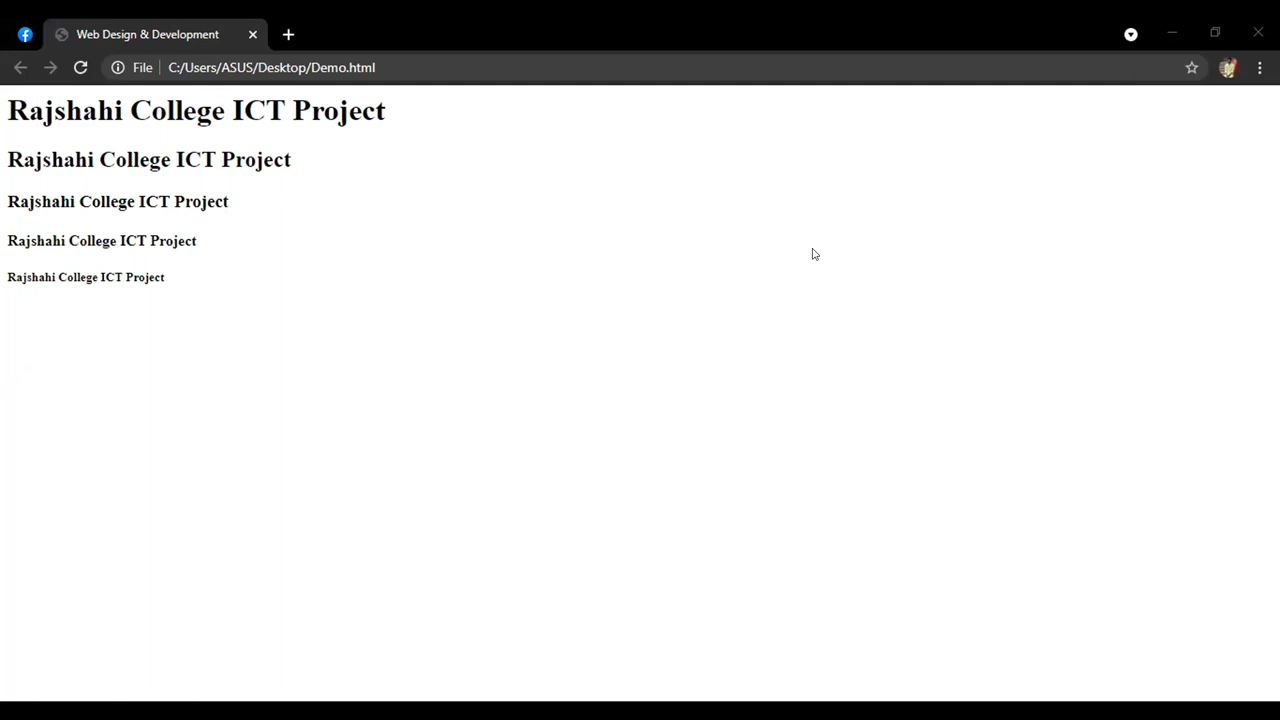 Web Design & Development
File C:/Users/ASUS/Desktop/Demo.html
Rajshahi College ICT Project
Rajshahi College ICT Project
Rajshahi College ICT Project
Rajshahi College ICT Project
Rajshahi College ICT Project